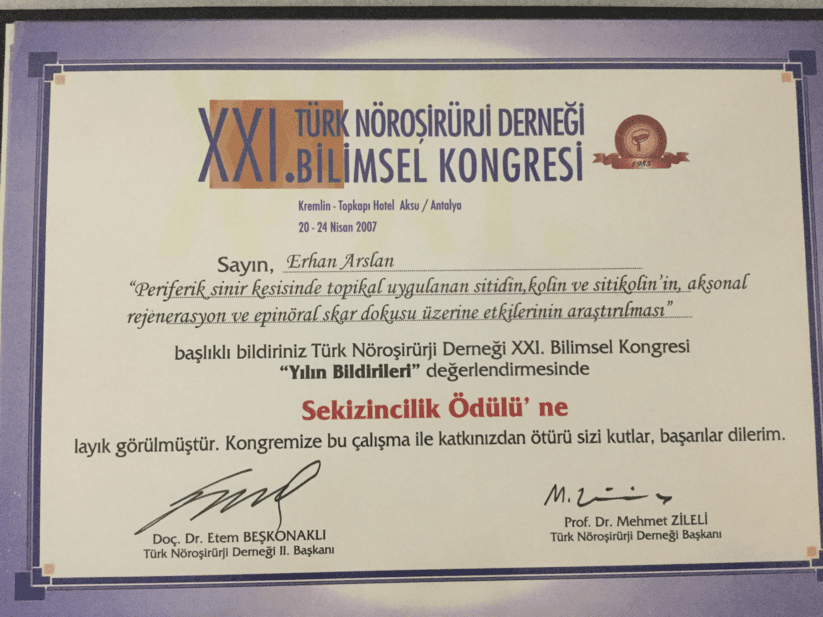 XXI. TÜRK NÖROŞİRÜRJİ DERNEĞİ
BİLİMSEL KONGRESİ
1985
Kremlin - Topkapı Hotel Aksu / Antalya
20 - 24 Nisan 2007
Sayın, Erhan Arslan
“Periferik sinir kesisinde topikal uygulanan sitidin,kolin ve sitikolin’in, aksonal
rejenerasyon ve epinöral skar dokusu üzerine etkilerinin araştırılması”
başlıklı bildiriniz Türk Nöroşirürji Derneği XXI. Bilimsel Kongresi
“Yılın Bildirileri” değerlendirmesinde
Sekizincilik Ödülü’ ne
layık görülmüştür. Kongremize bu çalışma ile katkınızdan ötürü sizi kutlar, başarılar dilerim.
Doç. Dr. Etem BEŞKONAKLI
Türk Nöroşirürji Derneği II. Başkanı
Prof. Dr. Mehmet ZİLELİ
Türk Nöroşirürji Derneği Başkanı